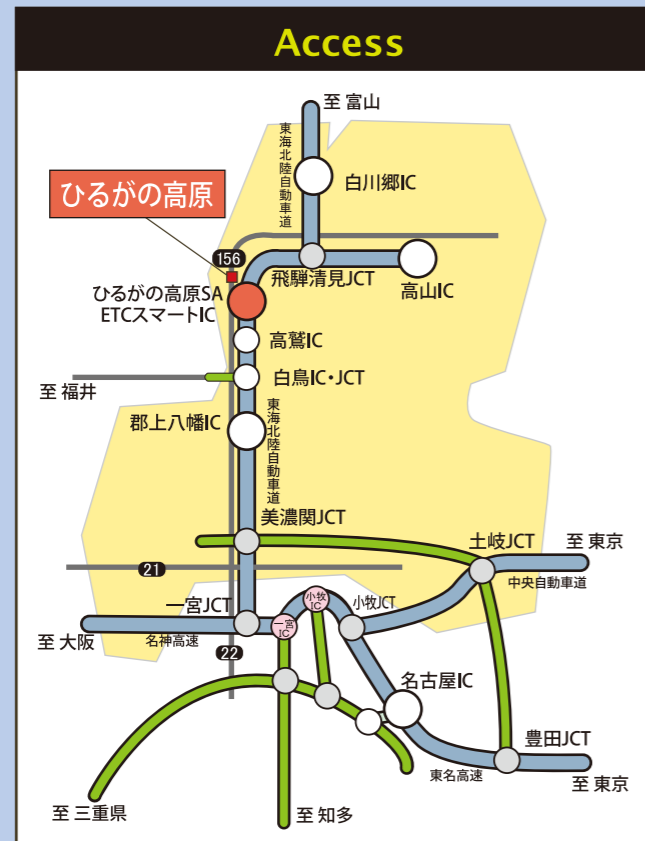 Access
至 富山
東海北陸自動車道
白川郷IC
ひるがの高原
156
飛騨清見JCT
高山IC
ひるがの高原SA
ETCスマートIC
高鷲IC
白鳥IC・JCT
至 福井
郡上八幡IC
東海北陸自動車道
美濃関JCT
土岐JCT
至 東京
21
中央自動車道
一宮JCT
小牧
IC
小牧JCT
一宮
IC
至 大阪
名神高速
22
名古屋IC
豊田JCT
東名高速
至 東京
至 三重県
至 知多